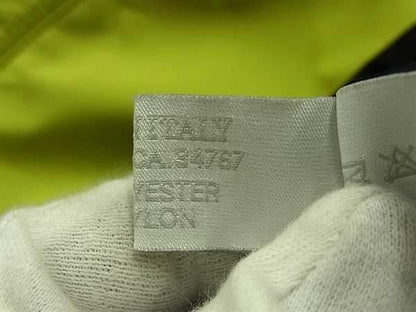 ITALY
CA. 34767
YESTER
YLON